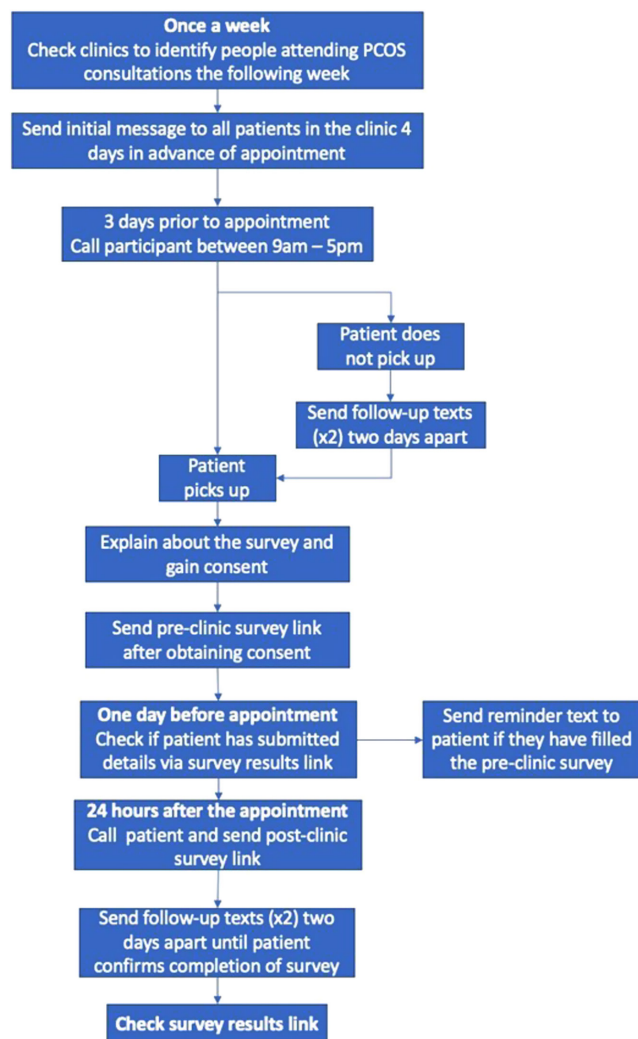 Once a week
Check clinics to identify people attending PCOS
consultations the following week
Send initial message to all patients in the clinic 4
days in advance of appointment
3 days prior to appointment
Call participant between 9am – 5pm
Patient does
not pick up
Send follow-up texts
(x2) two days apart
Patient
picks up
Explain about the survey and
gain consent
Send pre-clinic survey link
after obtaining consent
One day before appointment
Check if patient has submitted
details via survey results link
Send reminder text to
patient if they have filled
the pre-clinic survey
24 hours after the appointment
Call patient and send post-clinic
survey link
Send follow-up texts (x2) two
days apart until patient
confirms completion of survey
Check survey results link